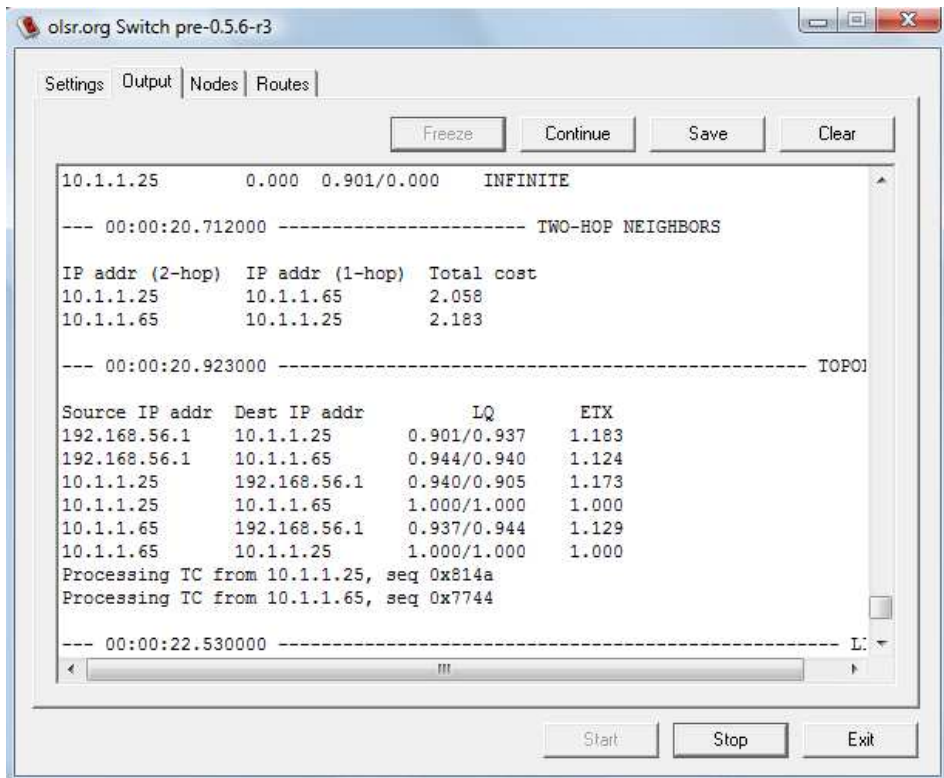 olsr.org Switch pre-0.5.6-r3
Settings Output Nodes Routes
Freeze Continue Save Clear
10.1.1.25 0.000 0.901/0.000 INFINITE
--- 00:00:20.712000 ------------------------ TWO-HOP NEIGHBORS
IP addr (2-hop) IP addr (1-hop) Total cost
10.1.1.25 10.1.1.65 2.058
10.1.1.65 10.1.1.25 2.183
--- 00:00:20.923000 --------------------------------------------------- TOPO
Source IP addr Dest IP addr LQ ETX
192.168.56.1 10.1.1.25 0.901/0.937 1.183
192.168.56.1 10.1.1.65 0.944/0.940 1.124
10.1.1.25 192.168.56.1 0.940/0.905 1.173
10.1.1.25 10.1.1.65 1.000/1.000 1.000
10.1.1.65 192.168.56.1 0.937/0.944 1.129
10.1.1.65 10.1.1.25 1.000/1.000 1.000
Processing TC from 10.1.1.25, seq 0x814a
Processing TC from 10.1.1.65, seq 0x7744
--- 00:00:22.530000 ------------------------------------------------------ L
Start Stop Exit